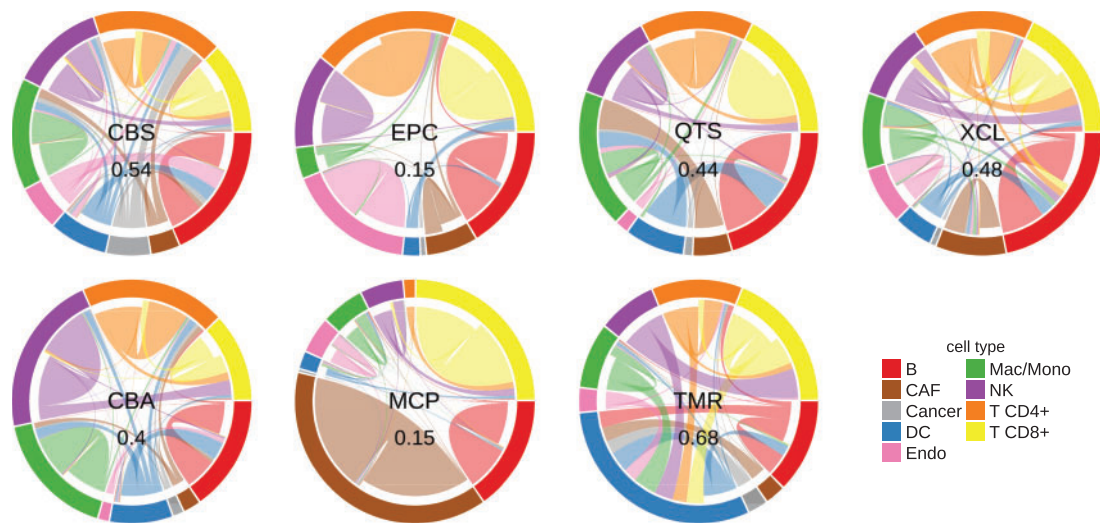 CBS
0.54
EPC
0.15
QTS
0.44
XCL
0.48
CBA
0.4
MCP
0.15
TMR
0.68
cell type
B
CAF
Cancer
DC
Endo
Mac/Mono
NK
T CD4+
T CD8+